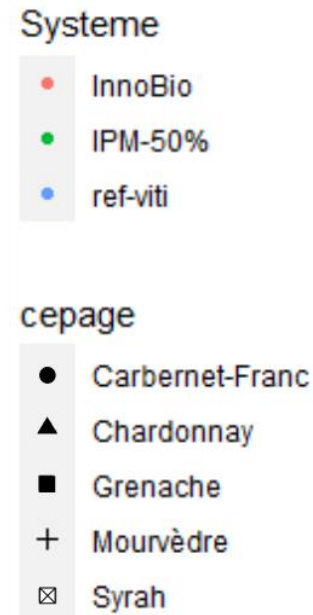 Systeme
InnoBio
IPM-50%
ref-viti
cepage
Carbernet-Franc
Chardonnay
Grenache
Mourvèdre
Syrah